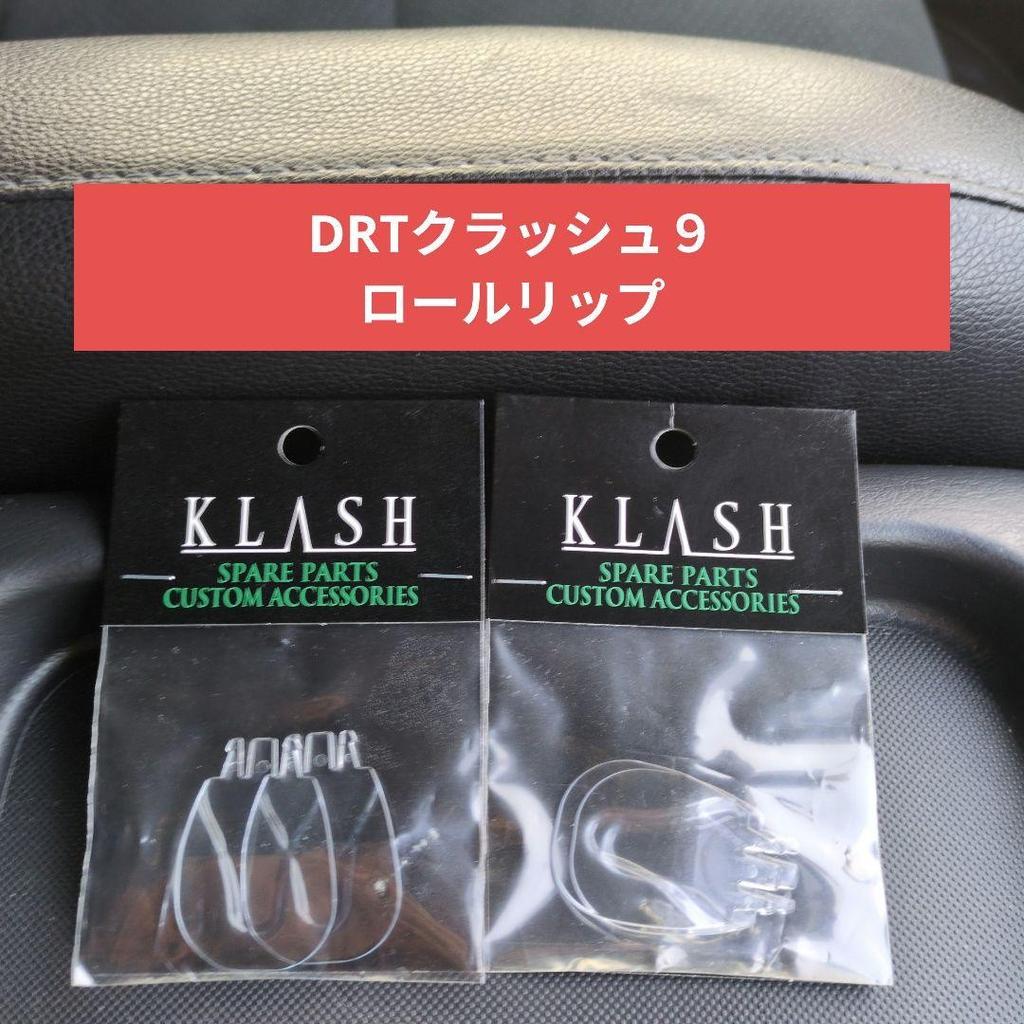 DRTクラッシュ９
ロールリップ
KLASH
SPARE PARTS
CUSTOM ACCESSORIES
KLASH
SPARE PARTS
CUSTOM ACCESSORIES